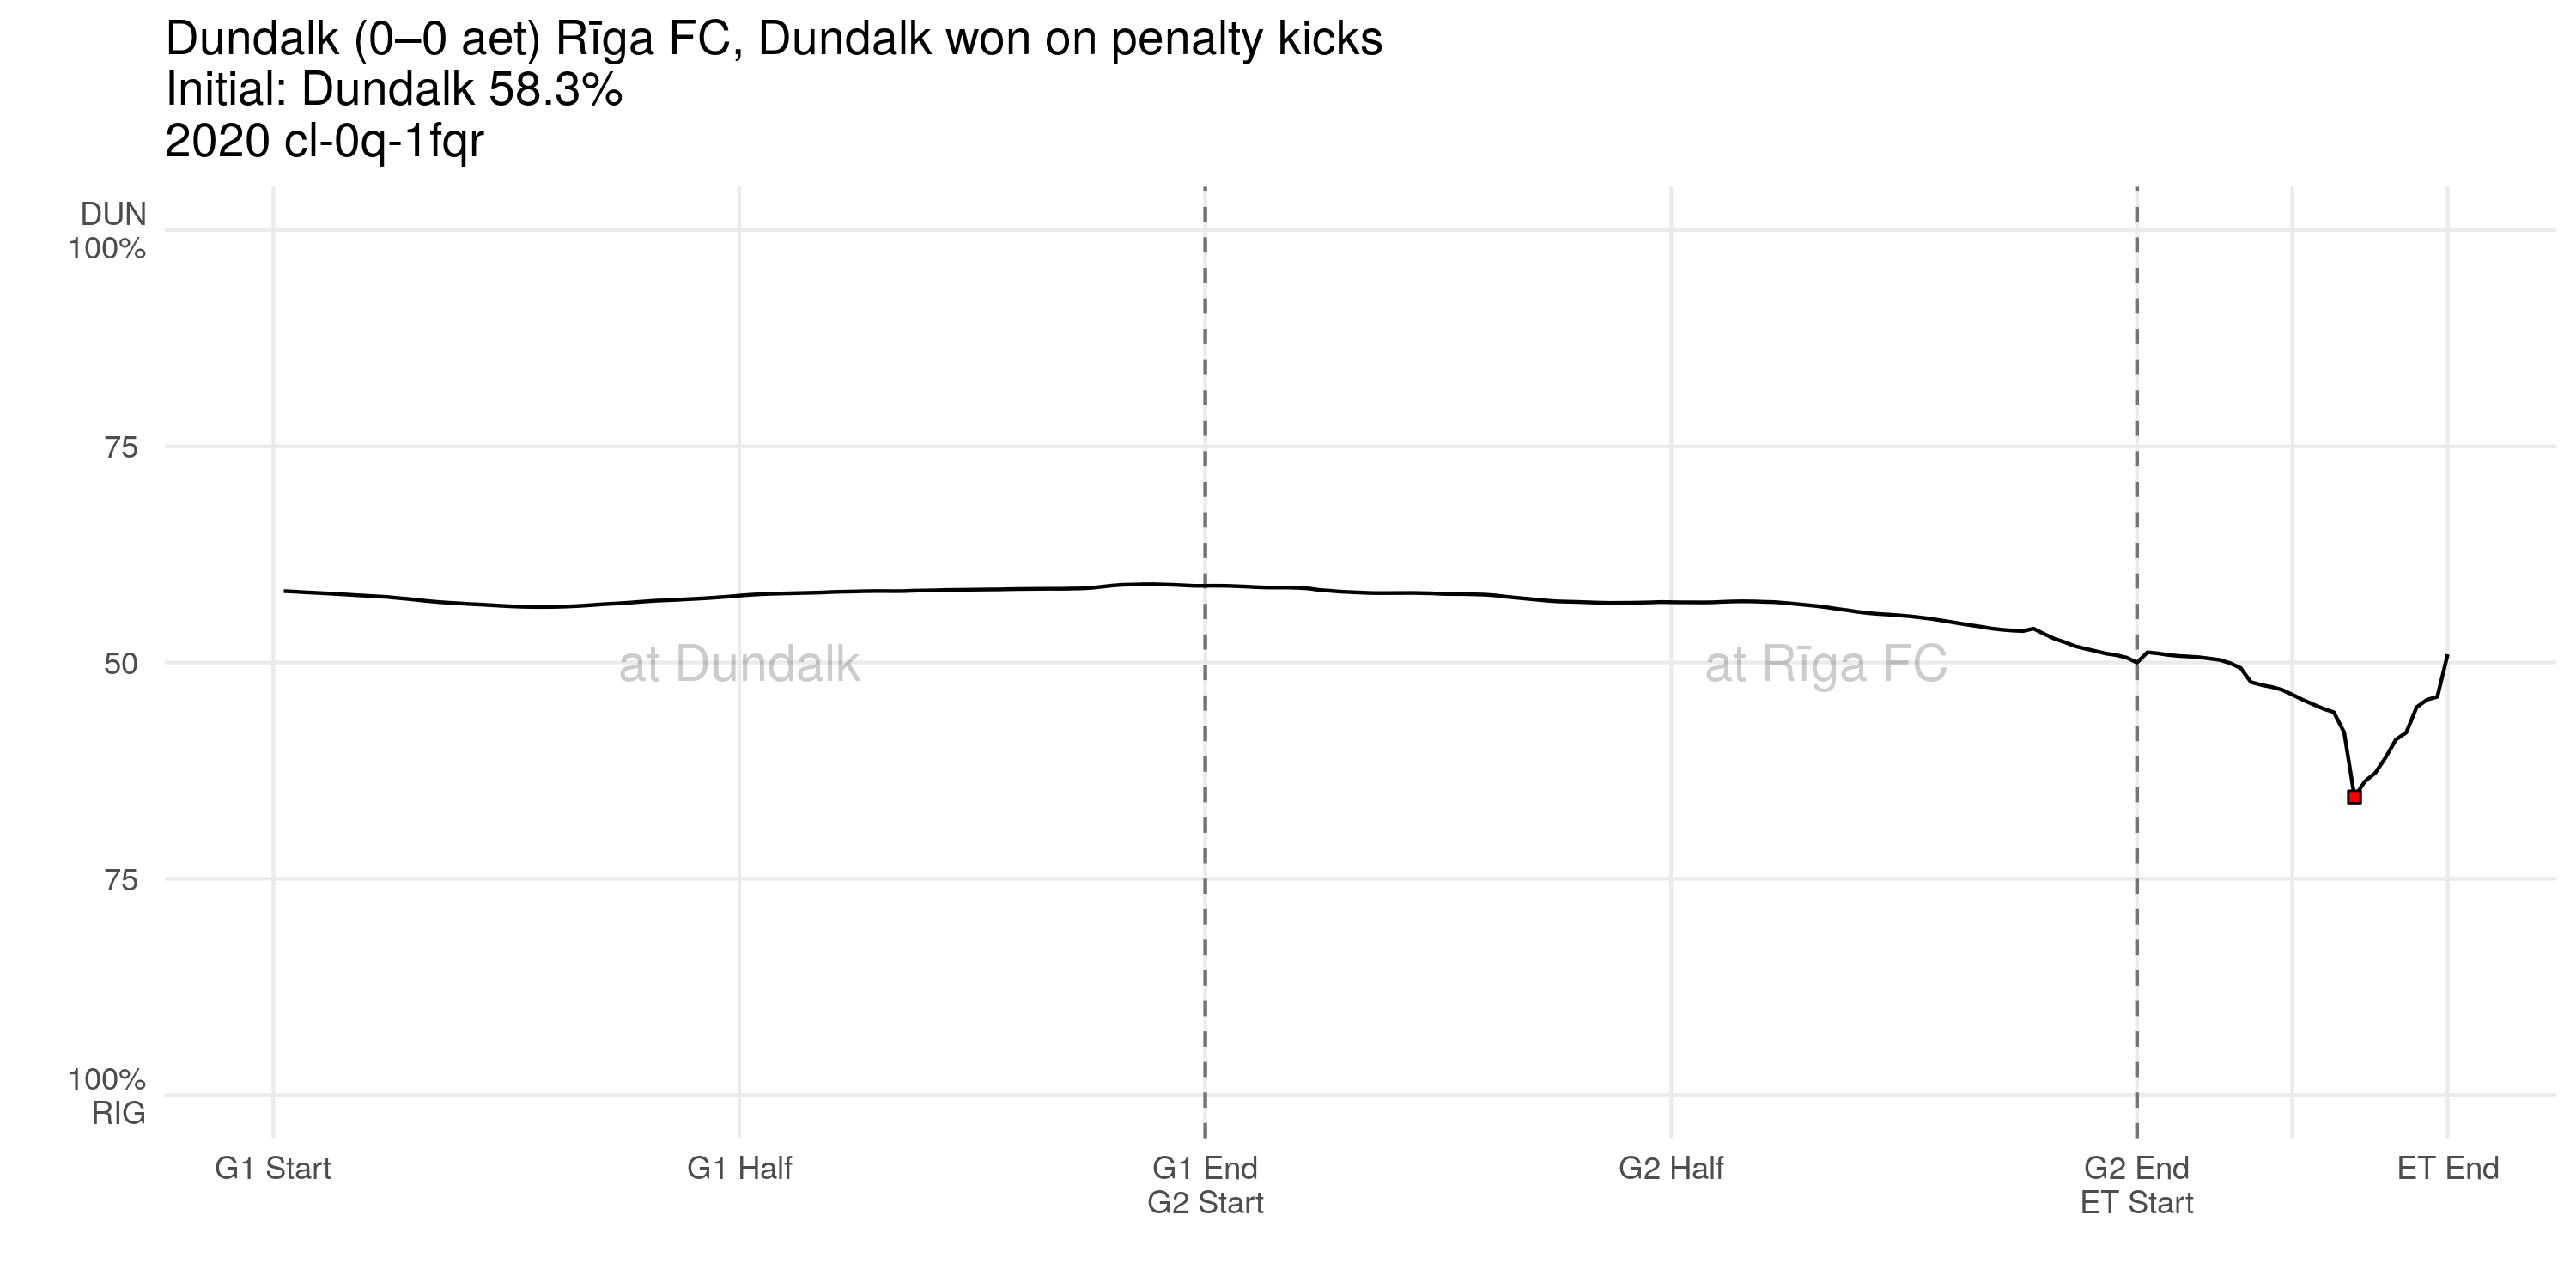 Dundalk (0–0 aet) Rīga FC, Dundalk won on penalty kicks
Initial: Dundalk 58.3%
2020 cl-0q-1fqr
DUN
100%
75
50
75
100%
RIG
at Dundalk
at Rīga FC
G1 Start
G1 Half
G1 End
G2 Start
G2 Half
G2 End
ET Start
ET End